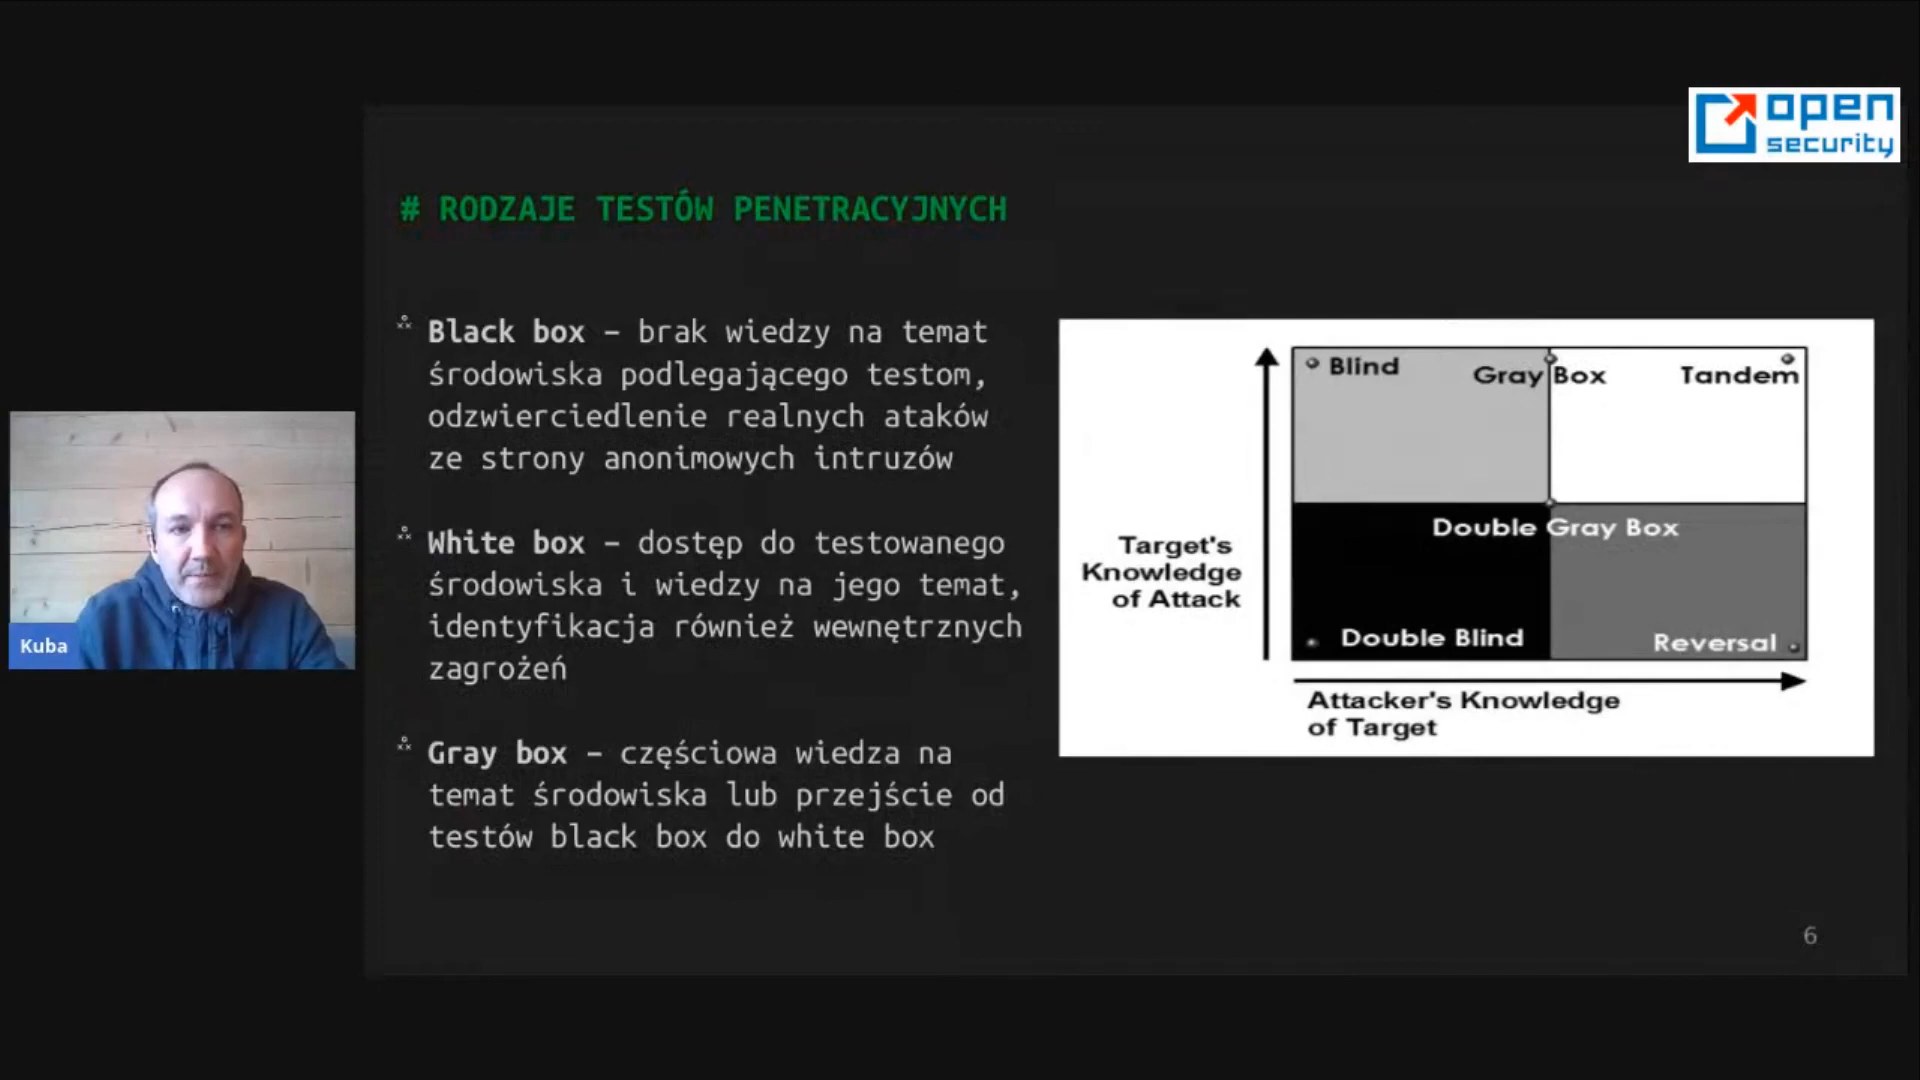 open
security
# RODZAJE TESTÓW PENETRACYJNYCH
Black box – brak wiedzy na temat
środowiska podlegającego testom,
odzwierciedlenie realnych ataków
ze strony anonimowych intruzów
White box – dostęp do testowanego
środowiska i wiedzy na jego temat,
identyfikacja również wewnętrznych
zagrożeń
Gray box – częściowa wiedza na
temat środowiska lub przejście od
testów black box do white box
Blind
Gray Box
Tandem
Double Gray Box
Double Blind
Reversal
Target's
Knowledge
of Attack
Attacker's Knowledge
of Target
Kuba
6